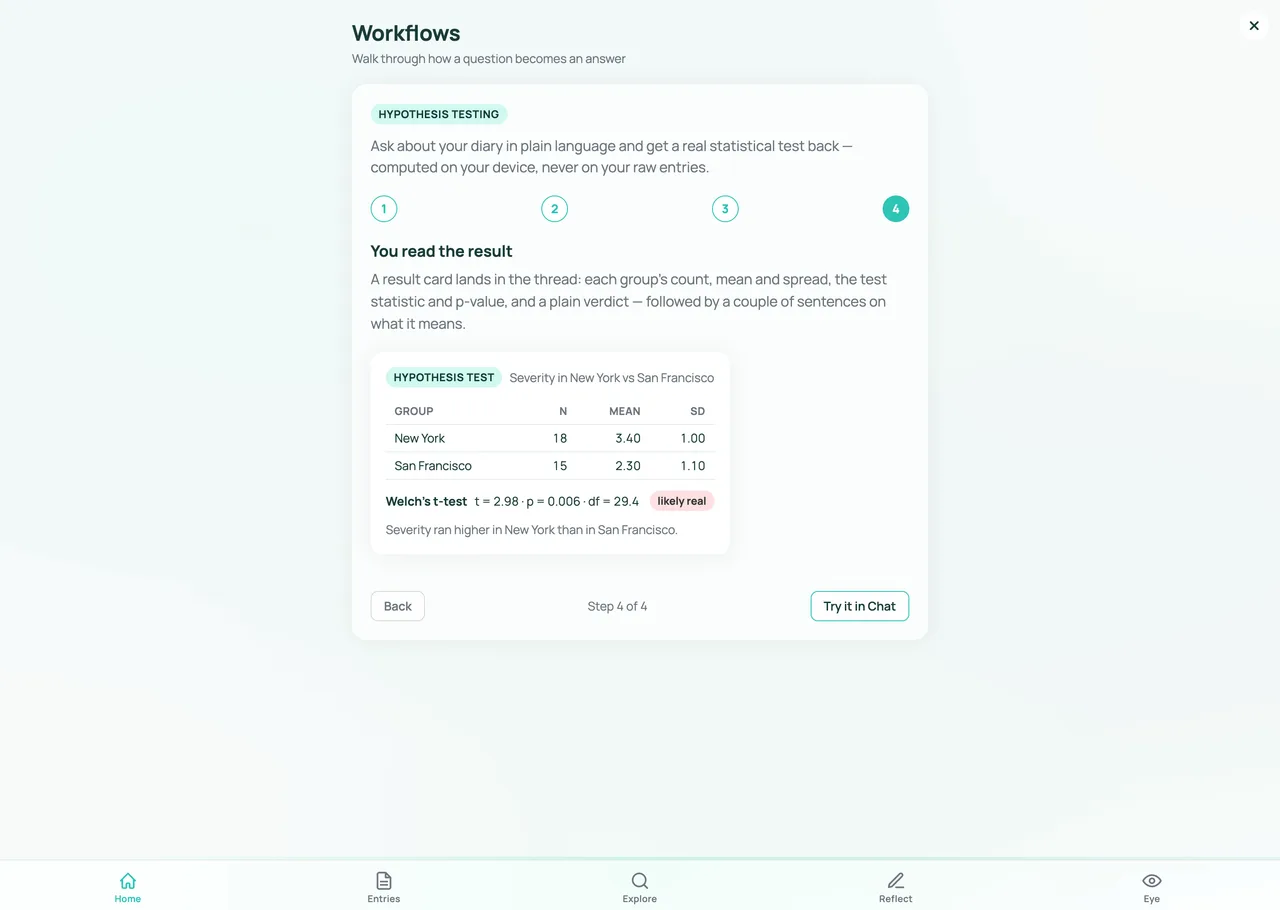 Workflows
Walk through how a question becomes an answer
HYPOTHESIS TESTING
Ask about your diary in plain language and get a real statistical test back —
computed on your device, never on your raw entries.
1 2 3 4
You read the result
A result card lands in the thread: each group's count, mean and spread, the test
statistic and p-value, and a plain verdict — followed by a couple of sentences on
what it means.
HYPOTHESIS TEST Severity in New York vs San Francisco
GROUP N MEAN SD
New York 18 3.40 1.00
San Francisco 15 2.30 1.10
Welch's t-test t = 2.98 · p = 0.006 · df = 29.4 likely real
Severity ran higher in New York than in San Francisco.
Back Step 4 of 4 Try it in Chat
Home Entries Explore Reflect Eye